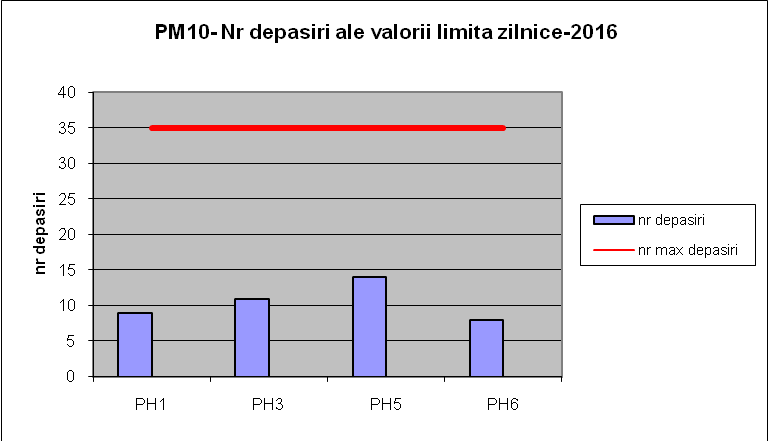 PM10- Nr depasiri ale valorii limita zilnice-2016
nr depasiri
40
35
30
25
20
15
10
5
0
PH1 PH3 PH5 PH6
nr depasiri
nr max depasiri